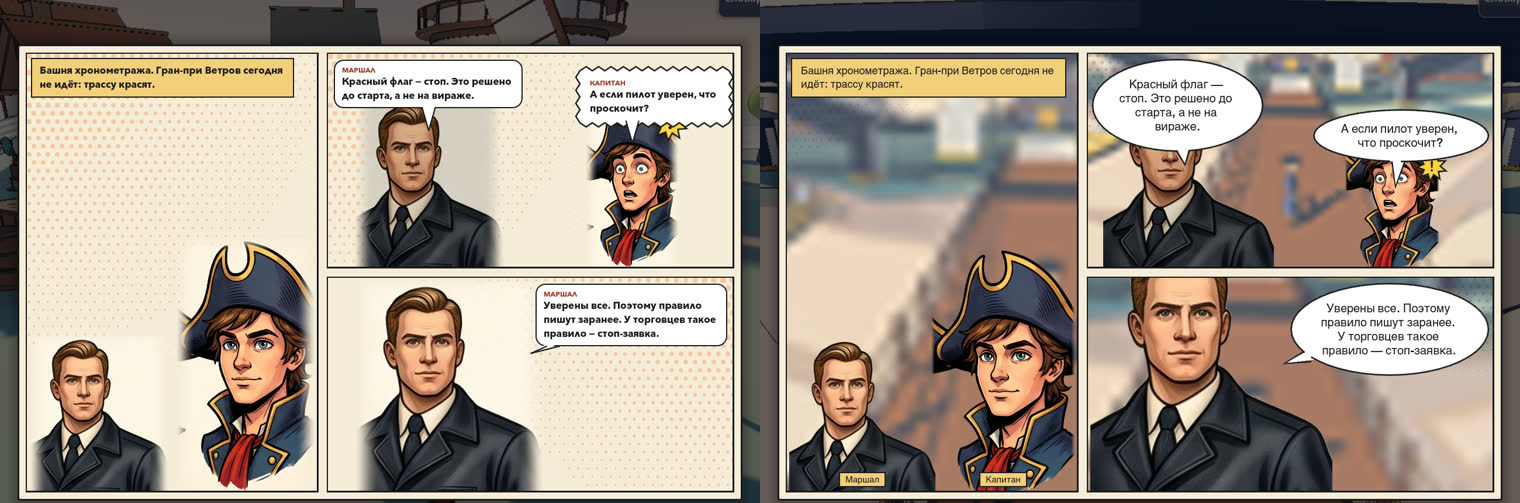 Башня хронометража. Гран-при Ветров сегодня
не идёт: трассу красят.
МАРШАЛ
Красный флаг – стоп. Это решено
до старта, а не на вираже.
КАПИТАН
А если пилот уверен, что
проскочит?
МАРШАЛ
Уверены все. Поэтому правило
пишут заранее. У торговцев такое
правило – стоп-заявка.
Башня хронометража. Гран-при Ветров сегодня не
идёт: трассу красят.
Маршал
Капитан
Красный флаг —
стоп. Это решено до
старта, а не на
вираже.
А если пилот уверен,
что проскочит?
!
Уверены все. Поэтому
правило пишут заранее.
У торговцев такое
правило — стоп-заявка.